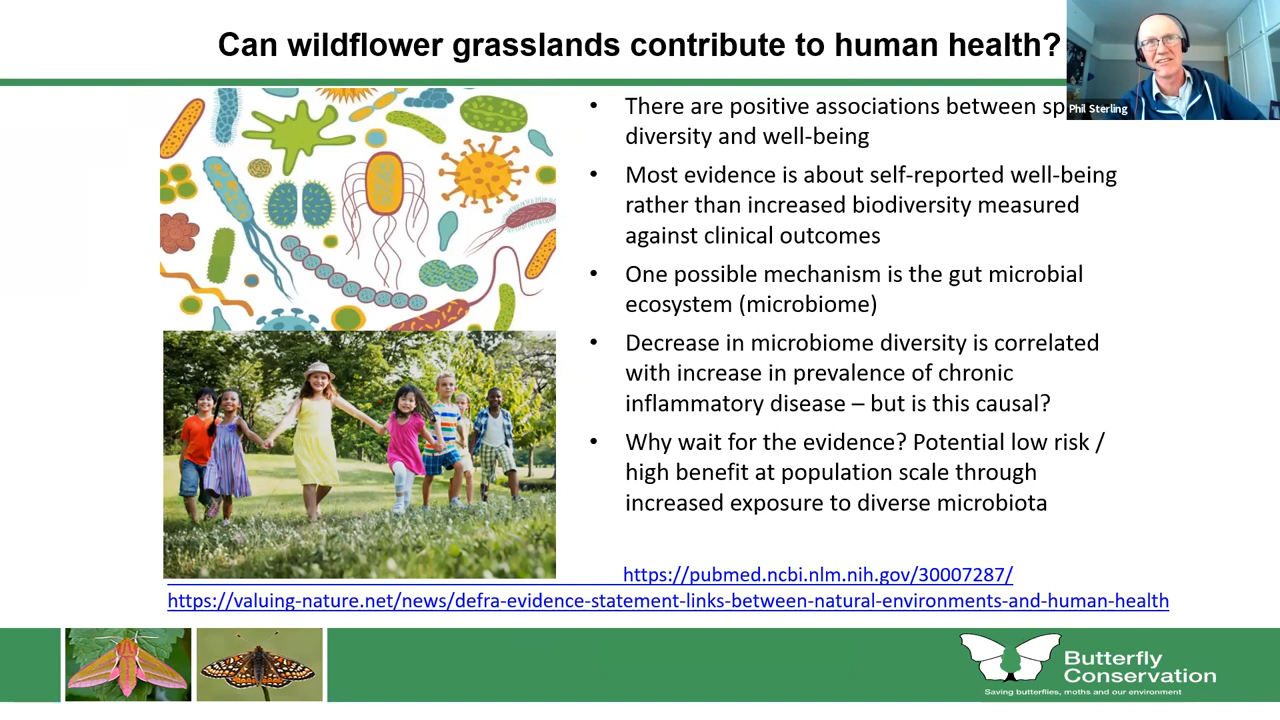 Can wildflower grasslands contribute to human health?
Phil Sterling
• There are positive associations between
diversity and well-being
• Most evidence is about self-reported well-being
rather than increased biodiversity measured
against clinical outcomes
• One possible mechanism is the gut microbial
ecosystem (microbiome)
• Decrease in microbiome diversity is correlated
with increase in prevalence of chronic
inflammatory disease – but is this causal?
• Why wait for the evidence? Potential low risk /
high benefit at population scale through
increased exposure to diverse microbiota
https://pubmed.ncbi.nlm.nih.gov/30007287/
https://valuing-nature.net/news/defra-evidence-statement-links-between-natural-environments-and-human-health
Butterfly
Conservation
Saving butterflies, moths and our environment